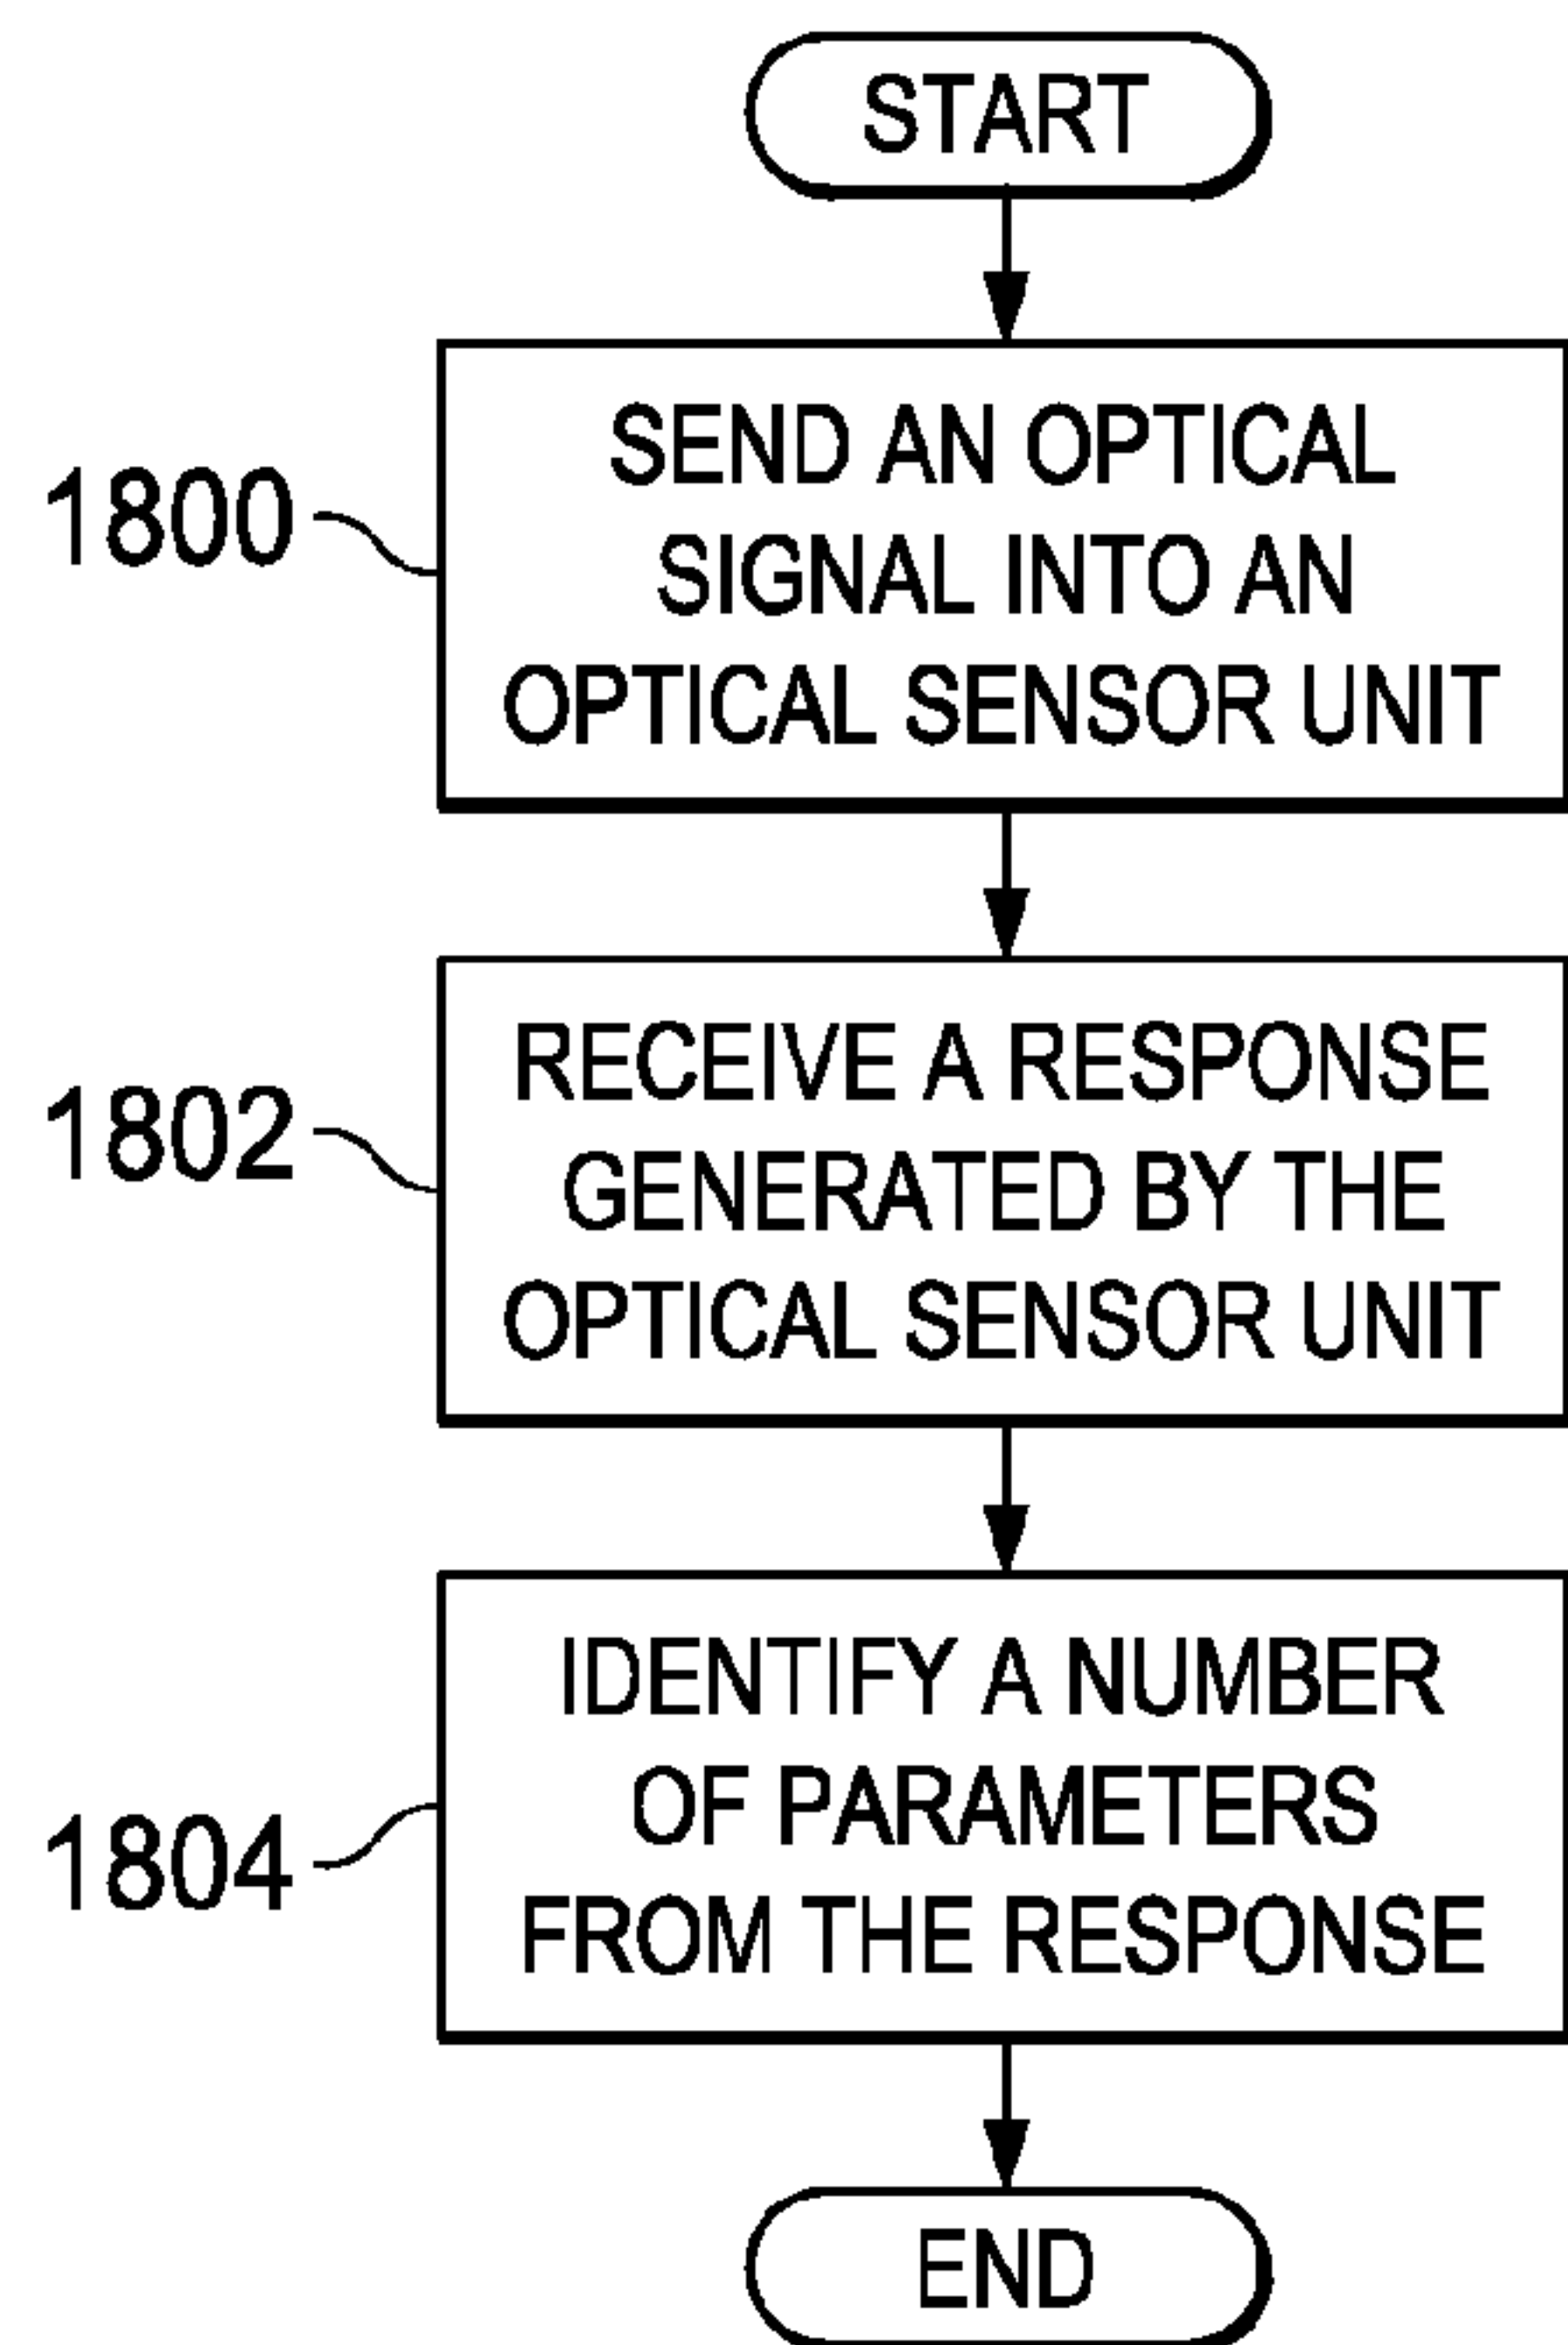 START
1800
SEND AN OPTICAL
SIGNAL INTO AN
OPTICAL SENSOR UNIT
1802
RECEIVE A RESPONSE
GENERATED BY THE
OPTICAL SENSOR UNIT
1804
IDENTIFY A NUMBER
OF PARAMETERS
FROM THE RESPONSE
END